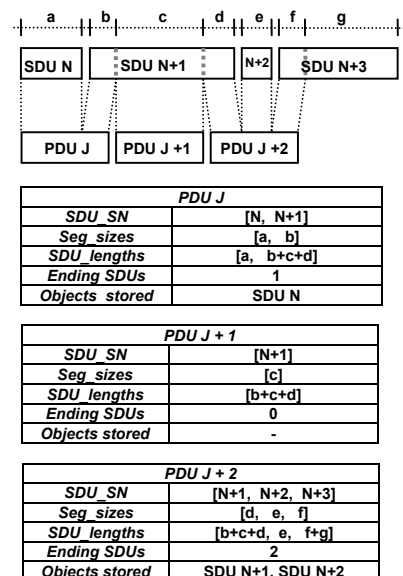 a b c d e f g
SDU N SDU N+1 N+2 SDU N+3
PDU J PDU J +1 PDU J +2
PDU J
SDU_SN [N, N+1]
Seg_sizes [a, b]
SDU_lengths [a, b+c+d]
Ending SDUs 1
Objects stored SDU N
PDU J + 1
SDU_SN [N+1]
Seg_sizes [c]
SDU_lengths [b+c+d]
Ending SDUs 0
Objects stored -
PDU J + 2
SDU_SN [N+1, N+2, N+3]
Seg_sizes [d, e, f]
SDU_lengths [b+c+d, e, f+g]
Ending SDUs 2
Objects stored SDU N+1, SDU N+2